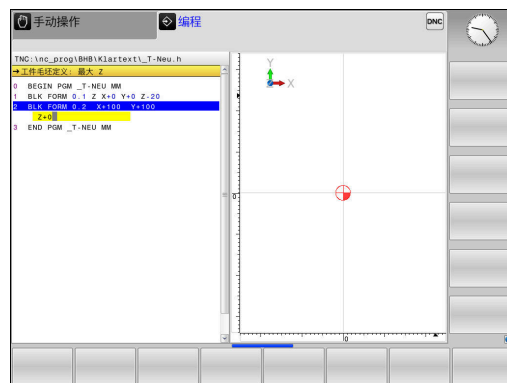 手动操作
编程
DNC
TNC:\nc_prog\BHB\Klartext\_T-Neu.h
→工件毛坯定义: 最大 Z
0 BEGIN PGM _T-NEU MM
1 BLK FORM 0.1 Z X+0 Y+0 Z-20
2 BLK FORM 0.2 X+100 Y+100
Z+0
3 END PGM _T-NEU MM
Y
Z
X
0
0